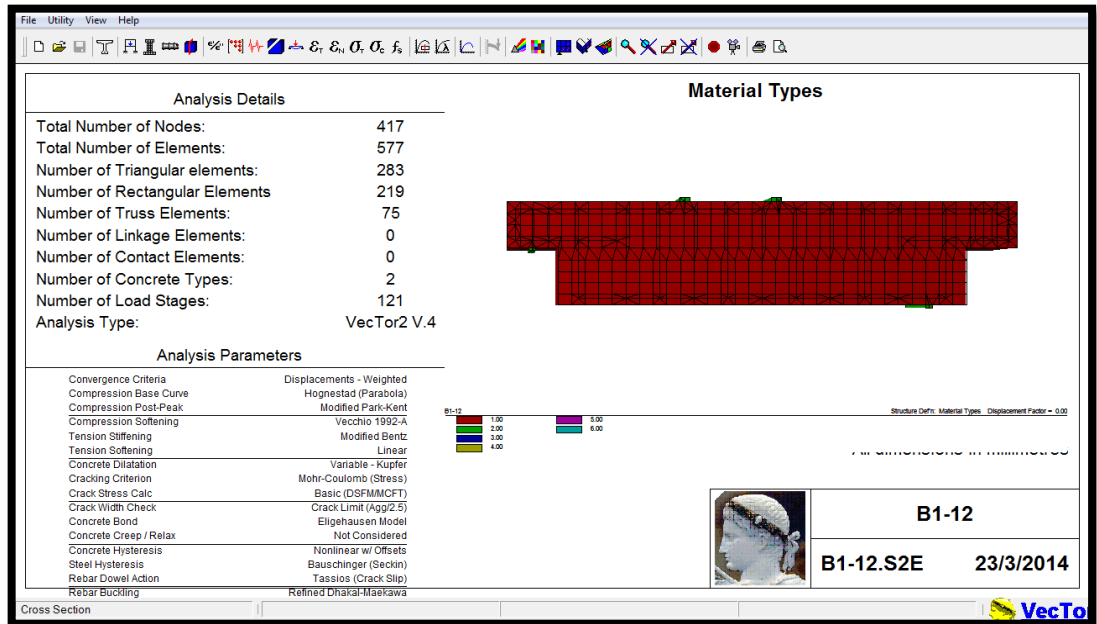 File Utility View Help
Analysis Details
Total Number of Nodes: 417
Total Number of Elements: 577
Number of Triangular elements: 283
Number of Rectangular Elements 219
Number of Truss Elements: 75
Number of Linkage Elements: 0
Number of Contact Elements: 0
Number of Concrete Types: 2
Number of Load Stages: 121
Analysis Type: VecTor2 V.4
Analysis Parameters
Convergence Criteria Displacements - Weighted
Compression Base Curve Hognestad (Parabola)
Compression Post-Peak Modified Park-Kent
Compression Softening Vecchio 1992-A
Tension Stiffening Modified Bentz
Tension Softening Linear
Concrete Dilatation Variable - Kupfer
Cracking Criterion Mohr-Coulomb (Stress)
Crack Stress Calc Basic (DSFM/MCFT)
Crack Width Check Crack Limit (Agg/2.5)
Concrete Bond Eligehausen Model
Concrete Creep / Relax Not Considered
Concrete Hysteresis Nonlinear w/ Offsets
Steel Hysteresis Bauschinger (Seckin)
Rebar Dowel Action Tassios (Crack Slip)
Rebar Buckling Refined Dhakal-Maekawa
Material Types
B1-12
Structure Def'n: Material Types Displacement Factor = 0.00
1.00 5.00
2.00 6.00
3.00
4.00
All dimensions in millimetres
B1-12
B1-12.S2E 23/3/2014
Cross Section
VecTo